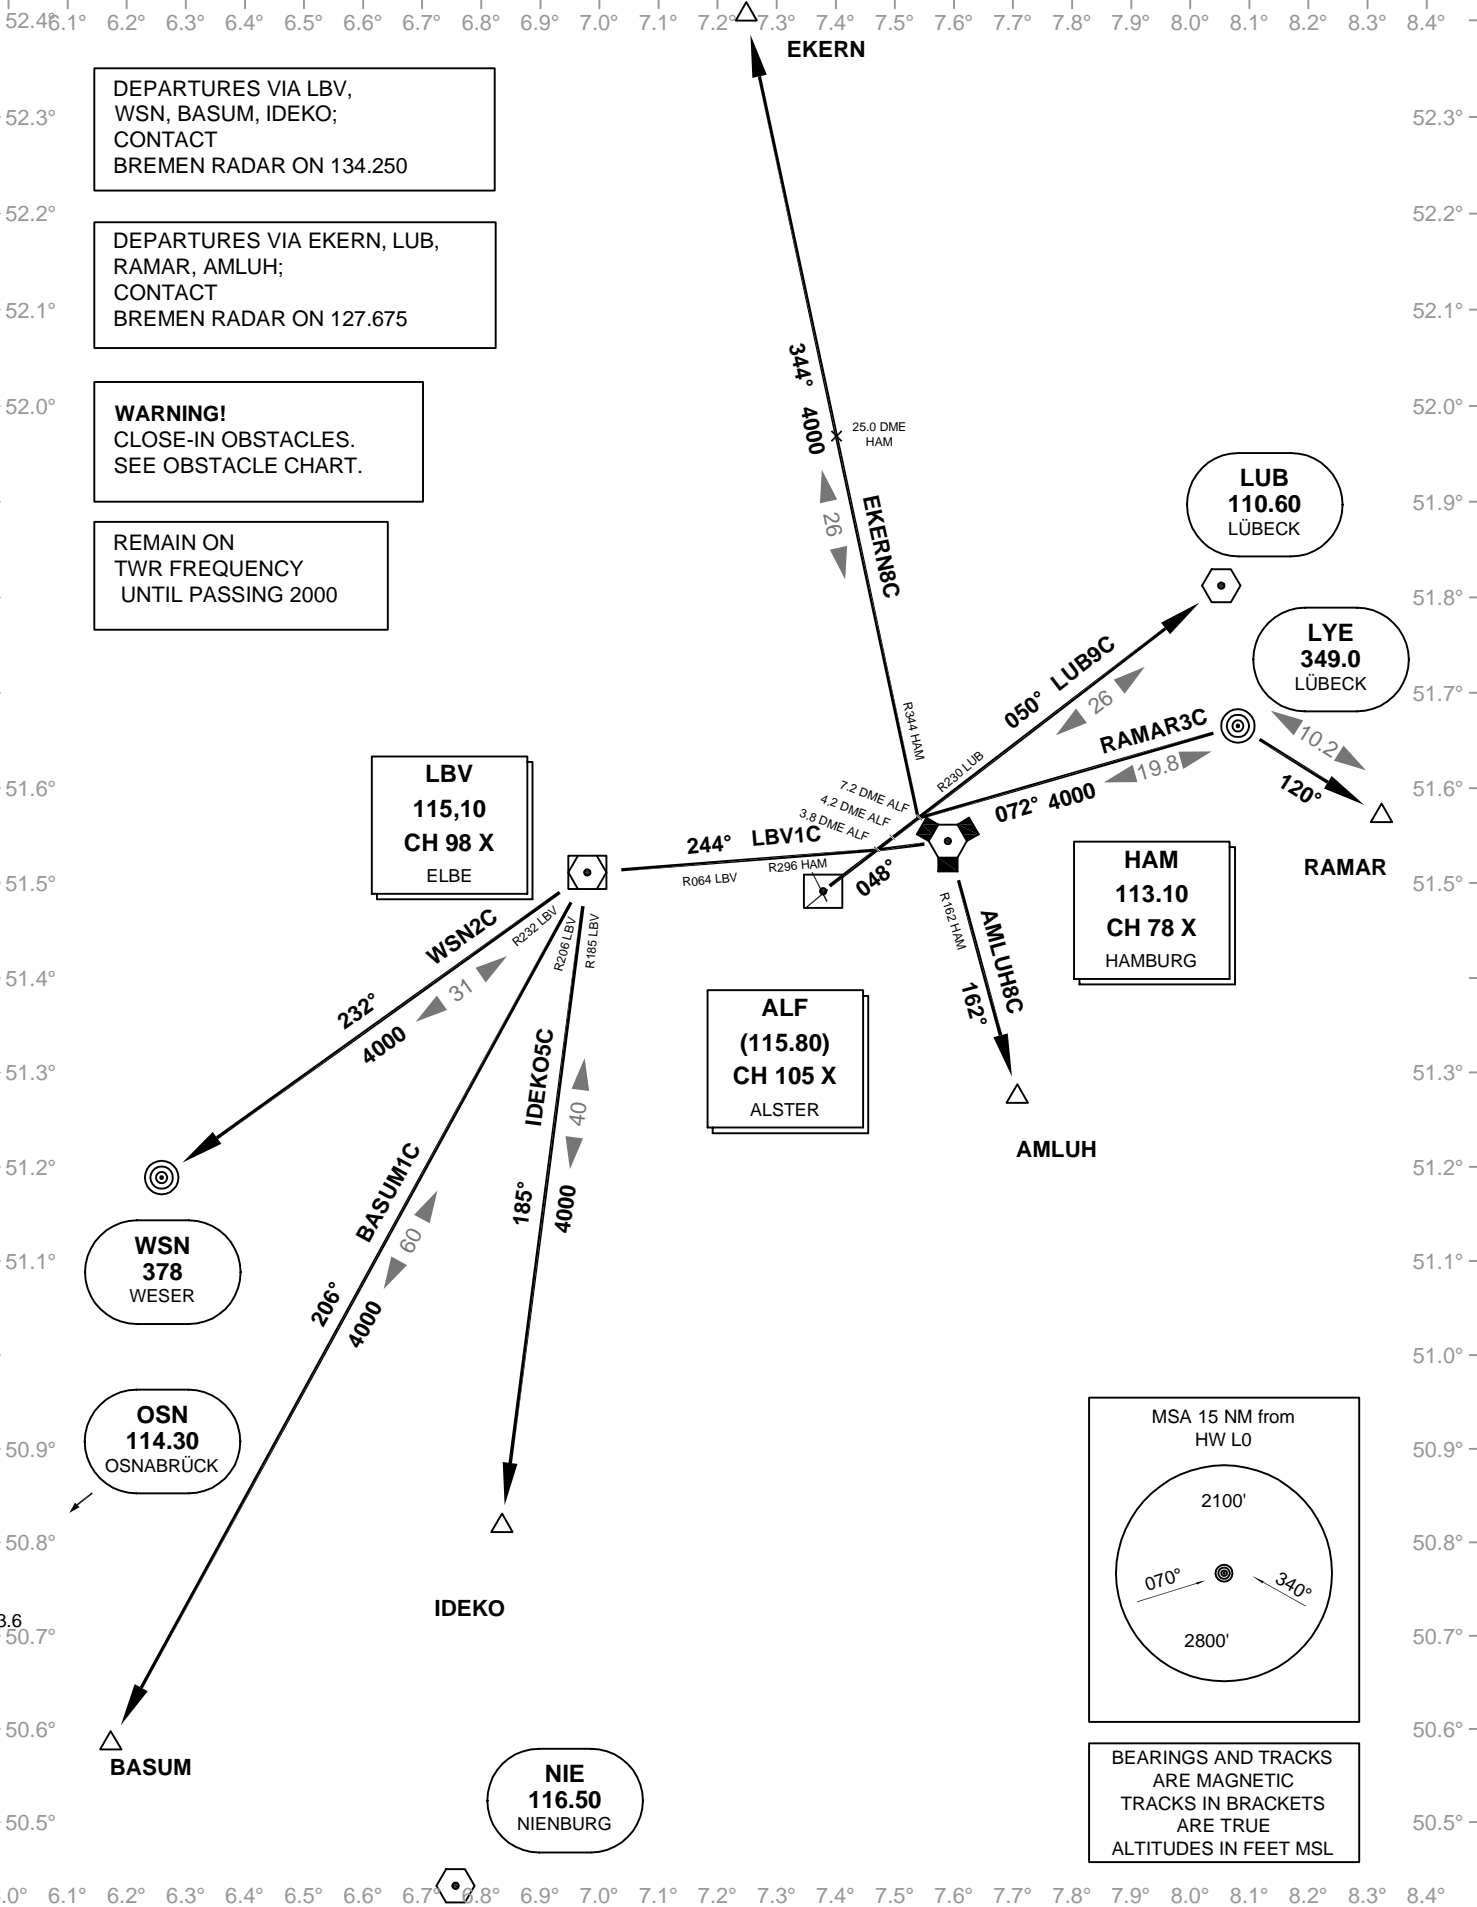 52.4° 6.1° 6.2° 6.3° 6.4° 6.5° 6.6° 6.7° 6.8° 6.9° 7.0° 7.1° 7.2° 7.3° 7.4° 7.5° 7.6° 7.7° 7.8° 7.9° 8.0° 8.1° 8.2° 8.3° 8.4°
EKERN
DEPARTURES VIA LBV,
WSN, BASUM, IDEKO;
CONTACT
BREMEN RADAR ON 134.250
52.3° 52.3°
52.2° 52.2°
DEPARTURES VIA EKERN, LUB,
RAMAR, AMLUH;
CONTACT
BREMEN RADAR ON 127.675
52.1° 52.1°
WARNING!
CLOSE-IN OBSTACLES.
SEE OBSTACLE CHART.
52.0° 52.0°
344° 4000
25.0 DME
HAM
26
EKERN8C
51.9°
REMAIN ON
TWR FREQUENCY
UNTIL PASSING 2000
51.8°
LUB
110.60
LÜBECK
LYE
349.0
LÜBECK
51.7°
050° LUB9C
26
R344 HAM
R230 LUB
RAMAR3C
19.8
072° 4000
10.2
120°
RAMAR
51.6° 51.6°
LBV
115,10
CH 98 X
ELBE
7.2 DME ALF
4.2 DME ALF
3.8 DME ALF
244° LBV1C
R064 LBV
R296 HAM
048°
HAM
113.10
CH 78 X
HAMBURG
51.5° 51.5°
R162 HAM
AMLUH8C
162°
AMLUH
WSN2C
R232 LBV
R206 LBV
R185 LBV
31
232°
4000
51.4° 51.4°
ALF
(115.80)
CH 105 X
ALSTER
51.3° 51.3°
IDEKO5C
40
185°
4000
51.2° 51.2°
WSN
378
WESER
BASUM1C
60
206°
4000
51.1° 51.1°
51.0°
OSN
114.30
OSNABRÜCK
50.9° 50.9°
MSA 15 NM from
HW L0
2100'
070°
340°
2800'
50.8° 50.8°
IDEKO
3.6
50.7° 50.7°
50.6° 50.6°
BASUM
NIE
116.50
NIENBURG
BEARINGS AND TRACKS
ARE MAGNETIC
TRACKS IN BRACKETS
ARE TRUE
ALTITUDES IN FEET MSL
50.5° 50.5°
.0° 6.1° 6.2° 6.3° 6.4° 6.5° 6.6° 6.7° 6.8° 6.9° 7.0° 7.1° 7.2° 7.3° 7.4° 7.5° 7.6° 7.7° 7.8° 7.9° 8.0° 8.1° 8.2° 8.3° 8.4°